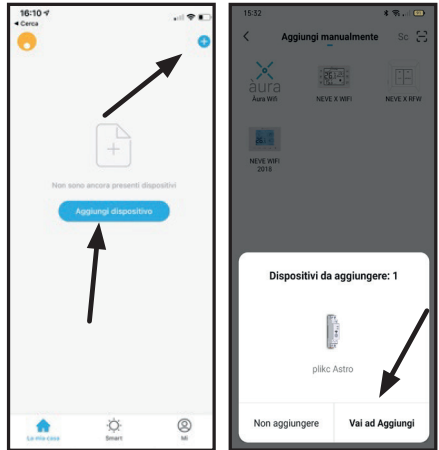 16:10
◀ Cerca
Non sono ancora presenti dispositivi
Aggiungi dispositivo
La mia casa
Smart
Mi
15:32
Aggiungi manualmente
Sc
àura
Àura Wifi
NEVE X WIFI
NEVE X RFW
NEVE WIFI
2018
Dispositivi da aggiungere: 1
plikc Astro
Non aggiungere
Vai ad Aggiungi